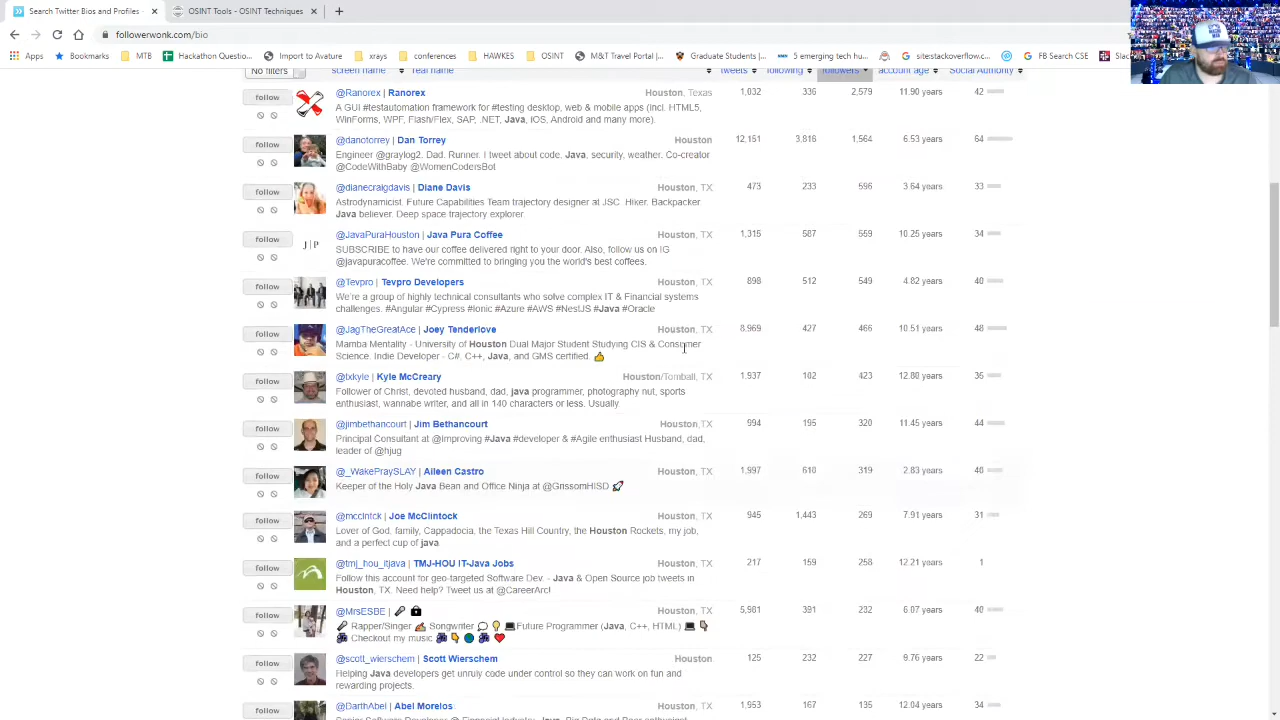 Search Twitter Bios and Profiles
OSINT Tools - OSINT Techniques
followerwonk.com/bio
Apps Bookmarks MTB Hackathon Question... Import to Avature xrays conferences HAWKES OSINT M&T Travel Portal |... Graduate Students |... 5 emerging tech hu... sitestackoverflow.c... FB Search CSE
No filters screen name real name tweets following followers account age Social Authority
follow @Ranorex | Ranorex Houston, Texas 1,032 336 2,579 11.90 years 42
A GUI #testautomation framework for #testing desktop, web & mobile apps (incl. HTML5,
WinForms, WPF, Flash/Flex, SAP, .NET, Java, iOS, Android and many more).
follow @danotorrey | Dan Torrey Houston 12,151 3,818 1,564 6.53 years 64
Engineer @graylog2. Dad. Runner. I tweet about code. Java, security, weather. Co-creator
@CodeWithBaby @WomenCodersBot
follow @dianecraigdavis | Diane Davis Houston, TX 473 233 596 3.64 years 33
Astrodynamicist. Future Capabilities Team trajectory designer at JSC. Hiker. Backpacker
Java believer. Deep space trajectory explorer.
follow J|P @JavaPuraHouston | Java Pura Coffee Houston, TX 1,315 587 559 10.25 years 34
SUBSCRIBE to have our coffee delivered right to your door. Also, follow us on IG
@javapuracoffee. We're committed to bringing you the world's best coffees.
follow @Tevpro | Tevpro Developers Houston, TX 898 512 549 4.82 years 40
We're a group of highly technical consultants who solve complex IT & Financial systems
challenges. #Angular #Cypress #Ionic #Azure #AWS #NestJS #Java #Oracle
follow @JagTheGreatAce | Joey Tenderlove Houston, TX 8,969 427 466 10.51 years 48
Mamba Mentality - University of Houston Dual Major Student Studying CIS & Consumer
Science. Indie Developer - C#, C++, Java, and GMS certified. 👍
follow @txkyle | Kyle McCreary Houston/Tomball, TX 1,937 102 423 12.80 years 36
Follower of Christ, devoted husband, dad, java programmer, photography nut, sports
enthusiast, wannabe writer, and all in 140 characters or less. Usually
follow @jimbethancourt | Jim Bethancourt Houston,TX 994 195 320 11.45 years 44
Principal Consultant at @Improving #Java #developer & #Agile enthusiast Husband, dad,
leader of @hjug
follow @_WakePraySLAY | Aileen Castro Houston, TX 1,997 610 319 2.83 years 40
Keeper of the Holy Java Bean and Office Ninja at @GrissomHISD 🚀
follow @mcclntck | Joe McClintock Houston, TX 945 1,443 269 7.91 years 31
Lover of God, family, Cappadocia, the Texas Hill Country, the Houston Rockets, my job,
and a perfect cup of java.
follow @tmj_hou_itjava | TMJ-HOU IT-Java Jobs Houston, TX 217 159 258 12.21 years 1
Follow this account for geo-targeted Software Dev. - Java & Open Source job tweets in
Houston, TX. Need help? Tweet us at @CareerArc!
follow @MrsESBE | Houston, TX 5,981 391 232 6.07 years 40
Rapper/Singer Songwriter Future Programmer (Java, C++, HTML)
Checkout my music
follow @scott_wierschem | Scott Wierschem Houston 125 232 227 9.76 years 22
Helping Java developers get unruly code under control so they can work on fun and
rewarding projects.
follow @DarthAbel | Abel Morelos Houston, TX 1,953 167 135 12.04 years 34